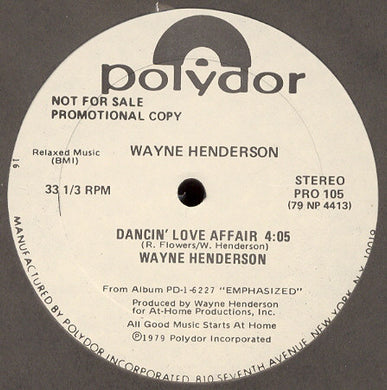 polydor
NOT FOR SALE
PROMOTIONAL COPY
Relaxed Music
(BMI)
WAYNE HENDERSON
16
33 1/3 RPM
STEREO
PRO 105
(79 NP 4413)
DANCIN' LOVE AFFAIR 4:05
(R. Flowers/W. Henderson)
WAYNE HENDERSON
From Album PD-1-6227 "EMPHASIZED"
Produced by Wayne Henderson
for At-Home Productions, Inc.
All Good Music Starts At Home
Ⓟ©1979 Polydor Incorporated
MANUFACTURED BY POLYDOR INCORPORATED, 810 SEVENTH AVENUE, NEW YORK, N.Y. 10019